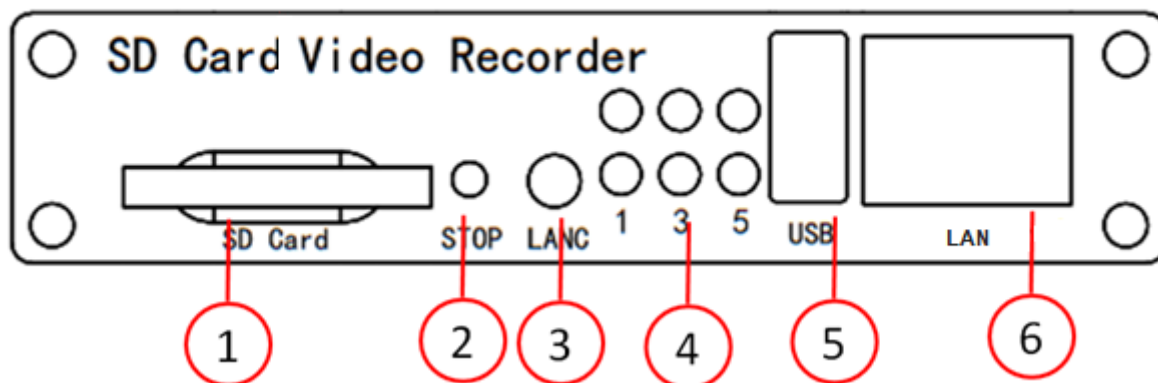 SD Card Video Recorder
SD Card STOP LANC 1 3 5 USB LAN
1 2 3 4 5 6